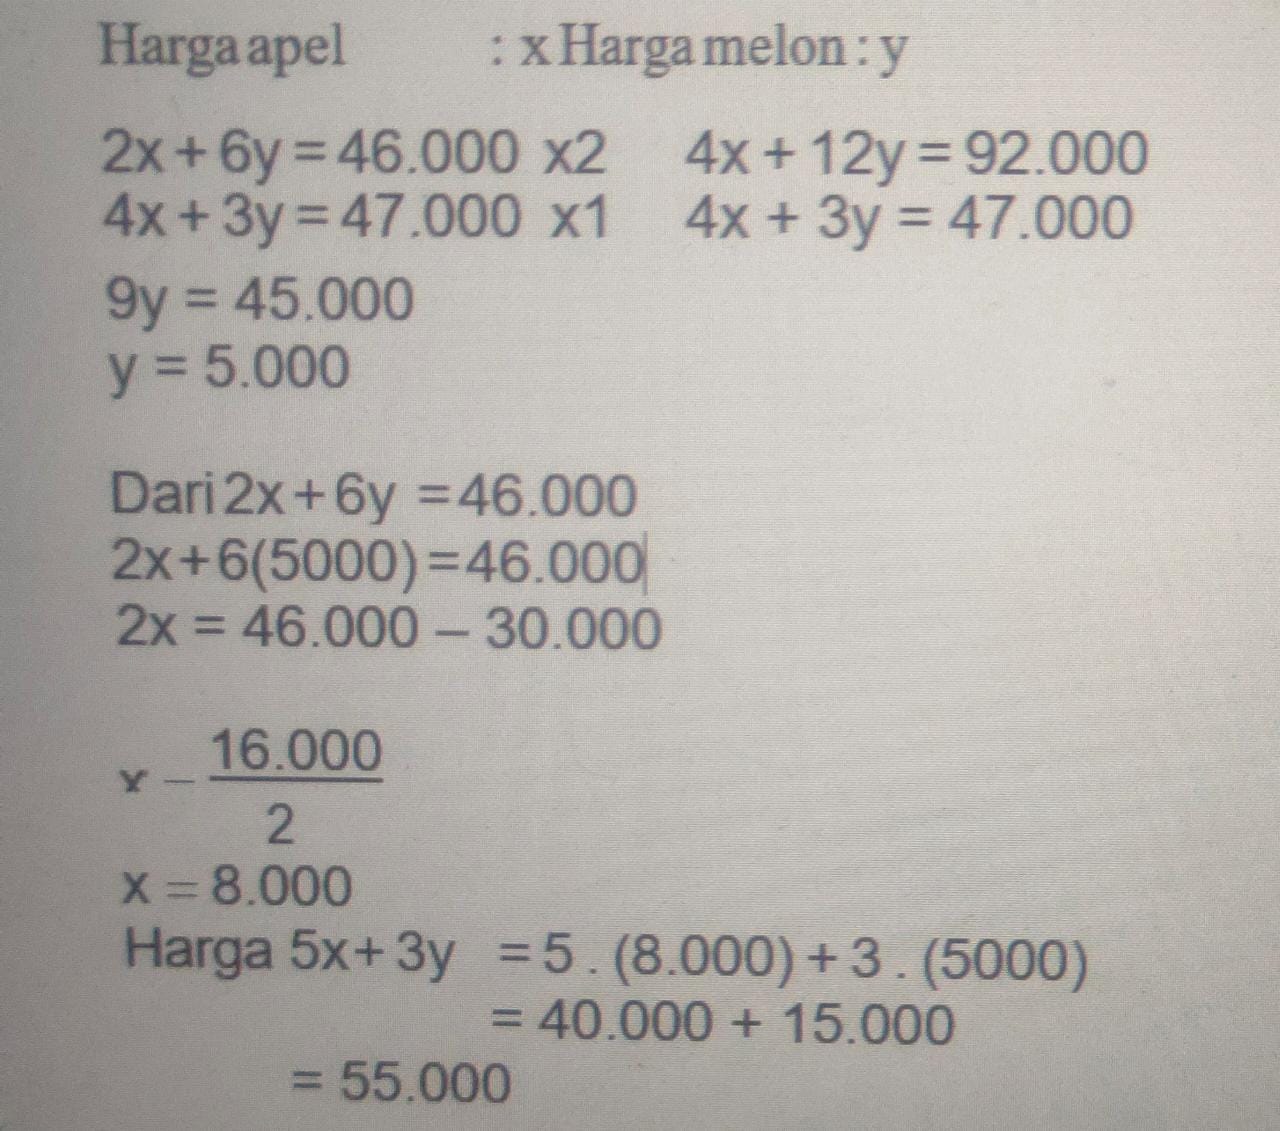 Harga apel : x Harga melon : y
2x + 6y = 46.000 x2 4x + 12y = 92.000
4x + 3y = 47.000 x1 4x + 3y = 47.000
9y = 45.000
y = 5.000
Dari 2x + 6y = 46.000
2x+6(5000) = 46.000
2x = 46.000 – 30.000
x = 16.000
2
x = 8.000
Harga 5x+ 3y = 5 . (8.000) + 3 . (5000)
= 40.000 + 15.000
= 55.000